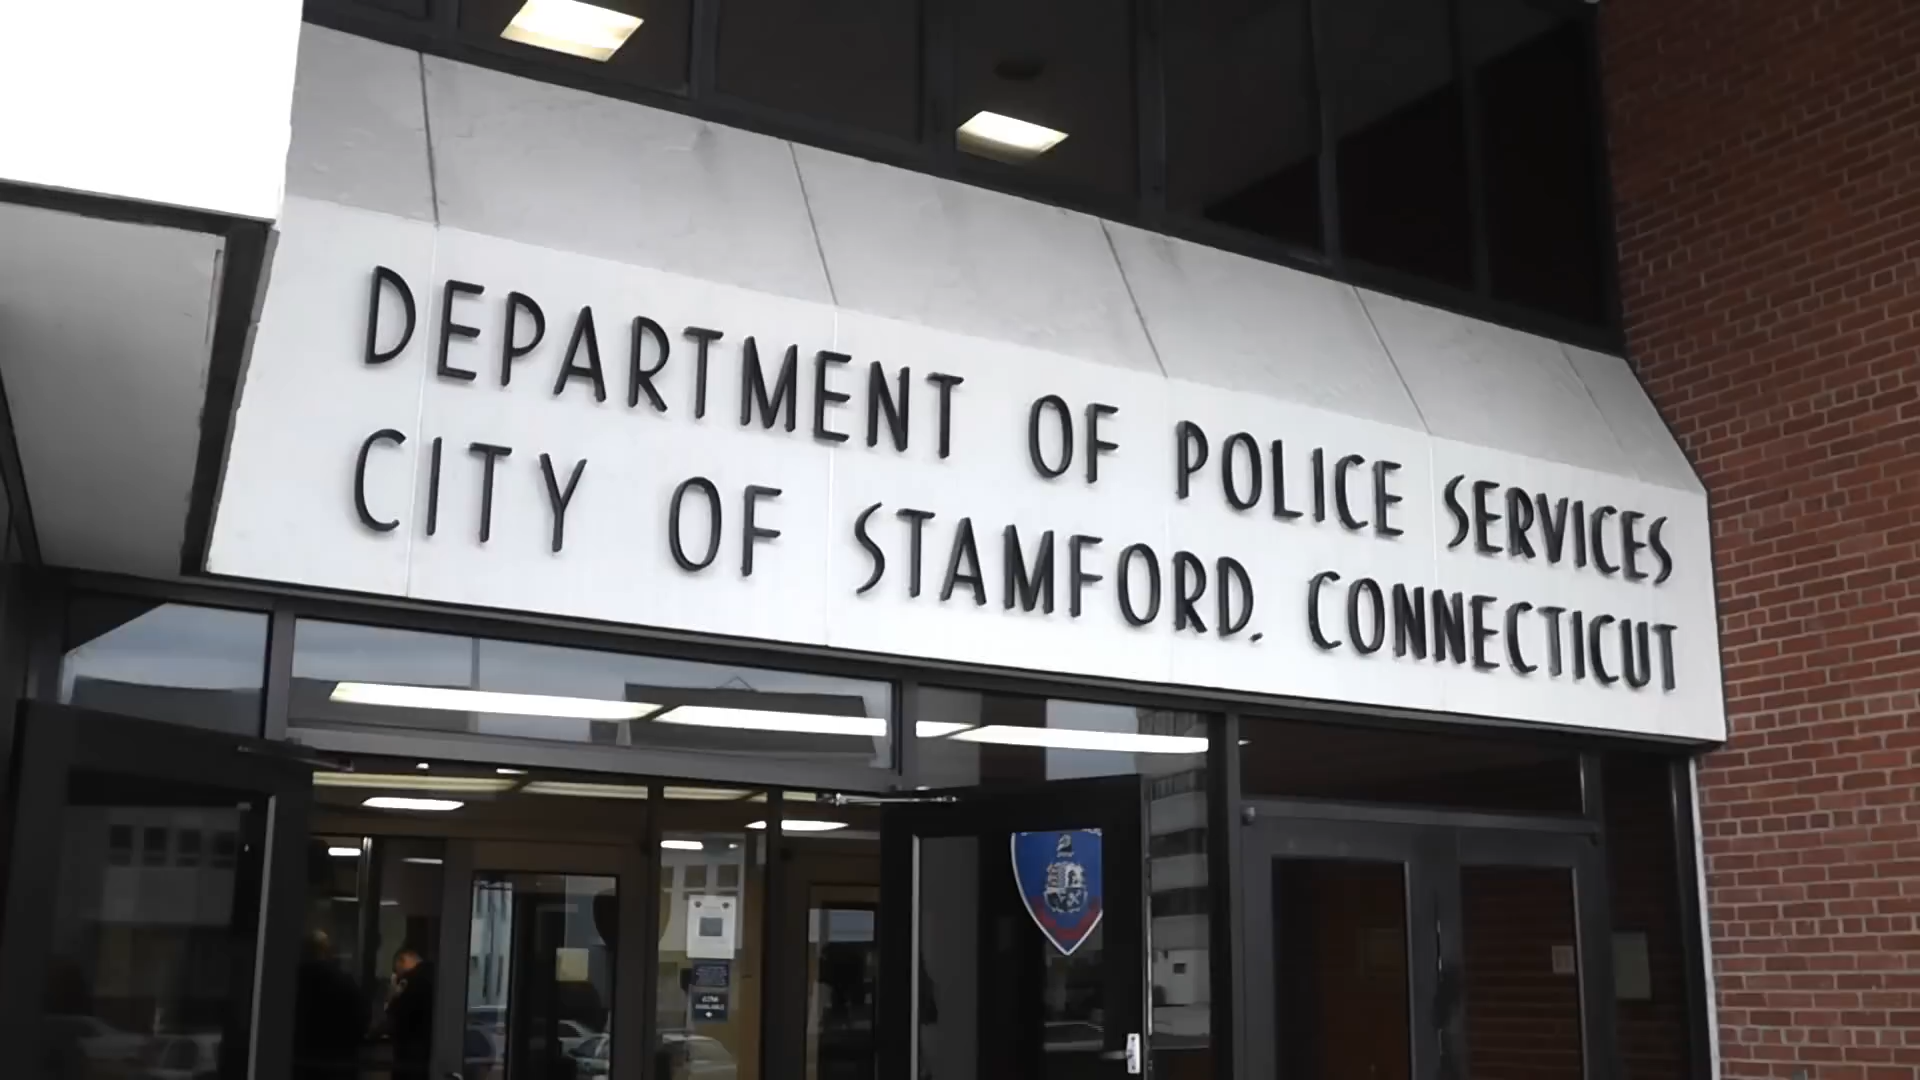 DEPARTMENT OF POLICE SERVICES
CITY OF STAMFORD, CONNECTICUT